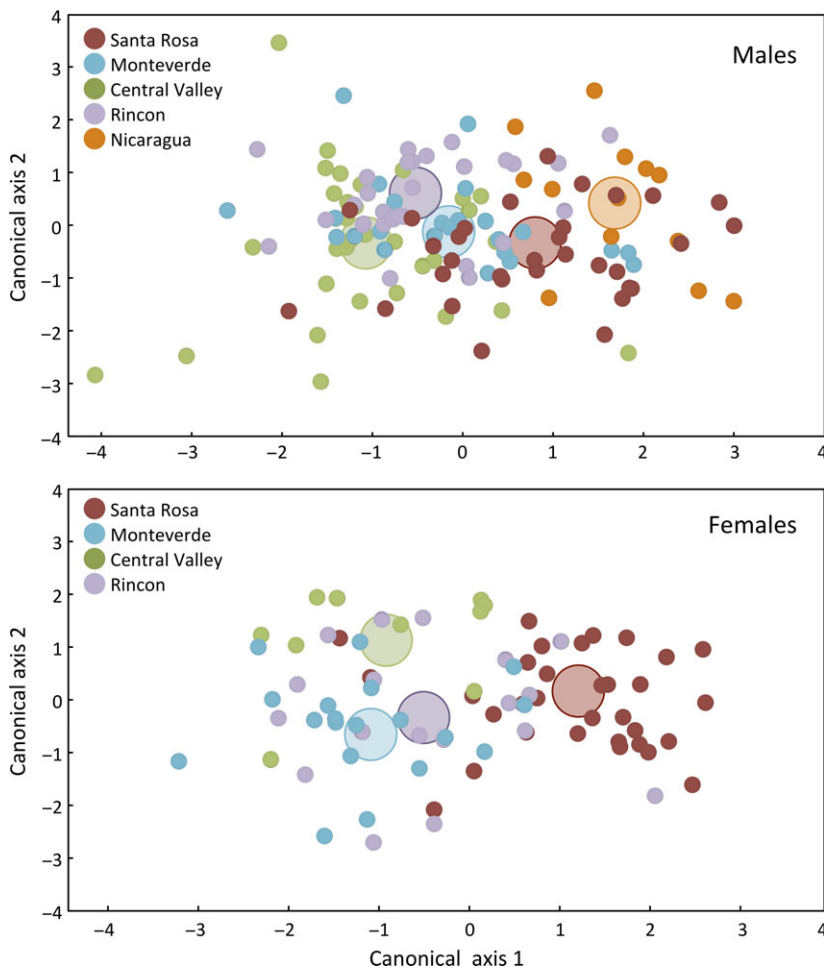 Males
Santa Rosa
Monteverde
Central Valley
Rincon
Nicaragua
Canonical axis 2
4
3
2
1
0
−1
−2
−3
−4
−4 −3 −2 −1 0 1 2 3 4
Females
Santa Rosa
Monteverde
Central Valley
Rincon
Canonical axis 2
4
3
2
1
0
−1
−2
−3
−4
−4 −3 −2 −1 0 1 2 3 4
Canonical axis 1